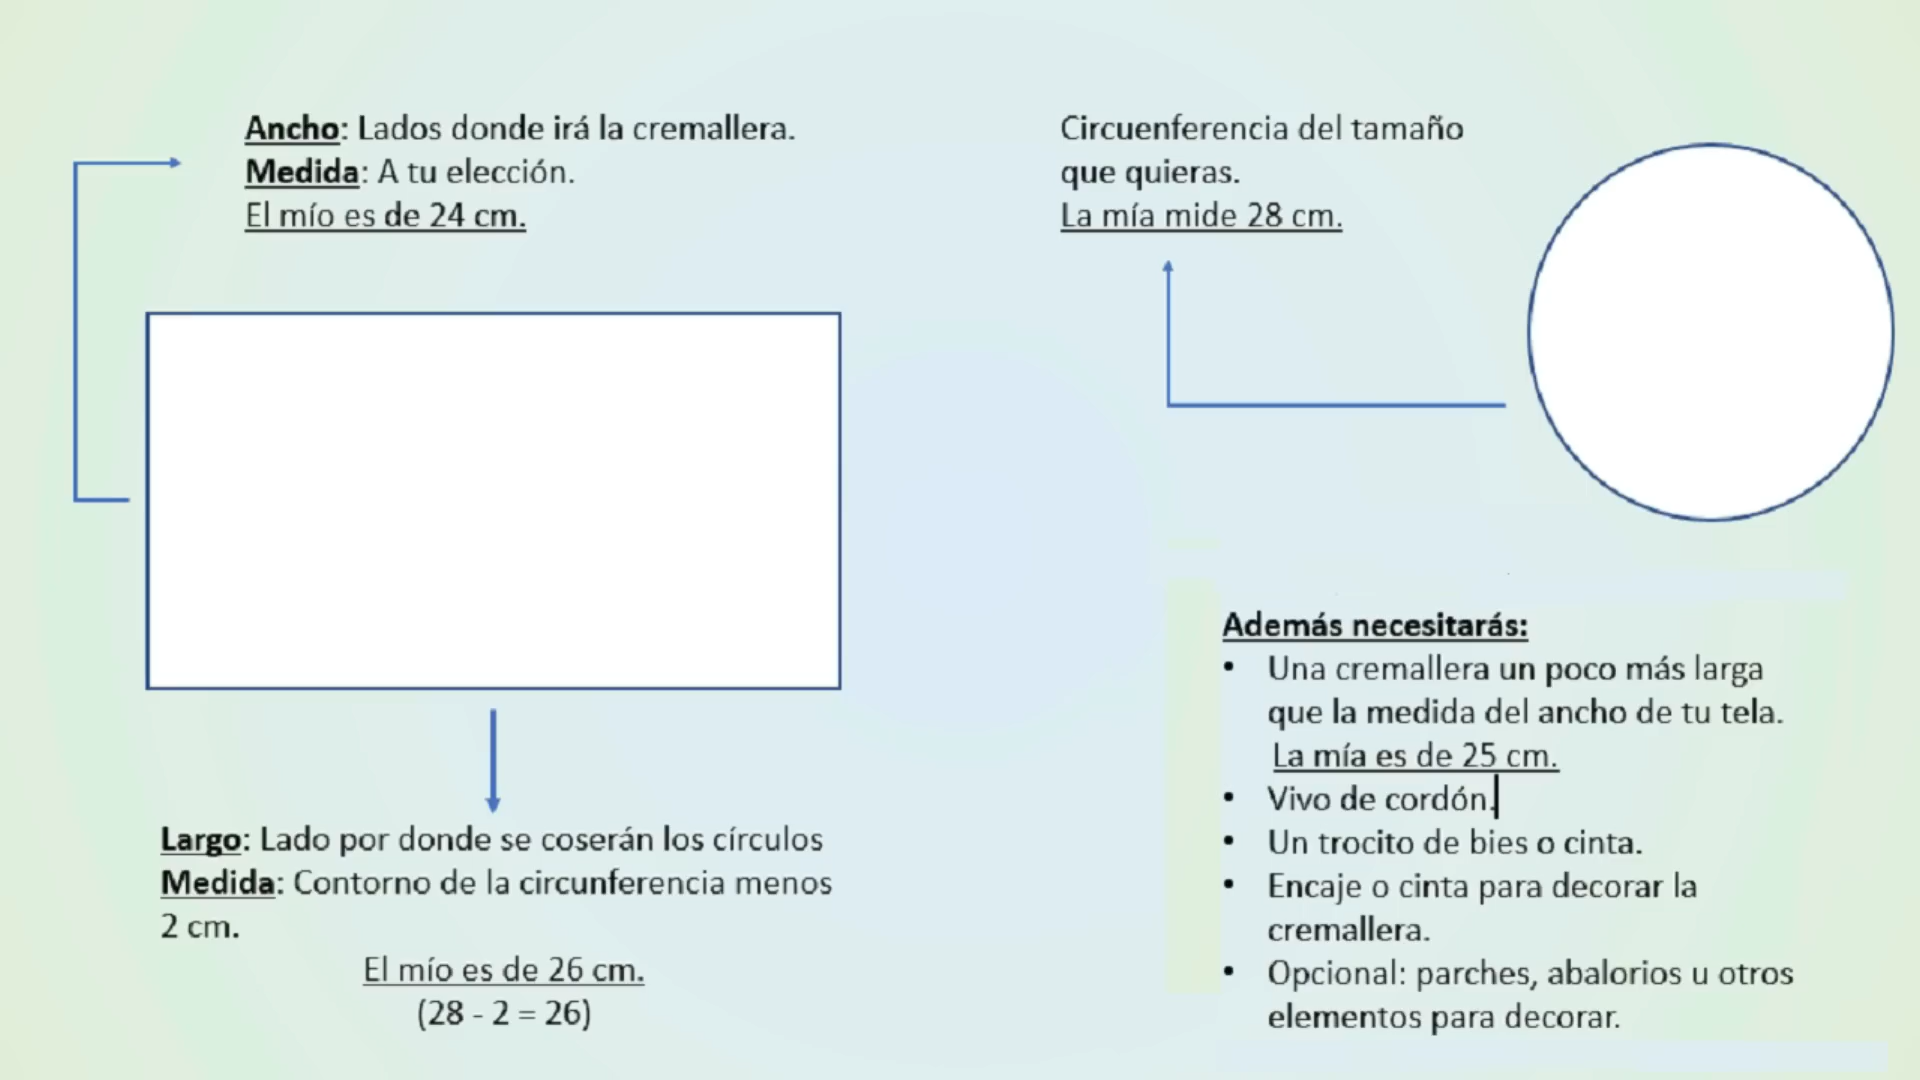 Ancho: Lados donde irá la cremallera.
Medida: A tu elección.
El mío es de 24 cm.
Circuenferencia del tamaño
que quieras.
La mía mide 28 cm.
Largo: Lado por donde se coserán los círculos
Medida: Contorno de la circunferencia menos
2 cm.
El mío es de 26 cm.
(28 - 2 = 26)
Además necesitarás:
• Una cremallera un poco más larga
que la medida del ancho de tu tela.
La mía es de 25 cm.
• Vivo de cordón.
• Un trocito de bies o cinta.
• Encaje o cinta para decorar la
cremallera.
• Opcional: parches, abalorios u otros
elementos para decorar.